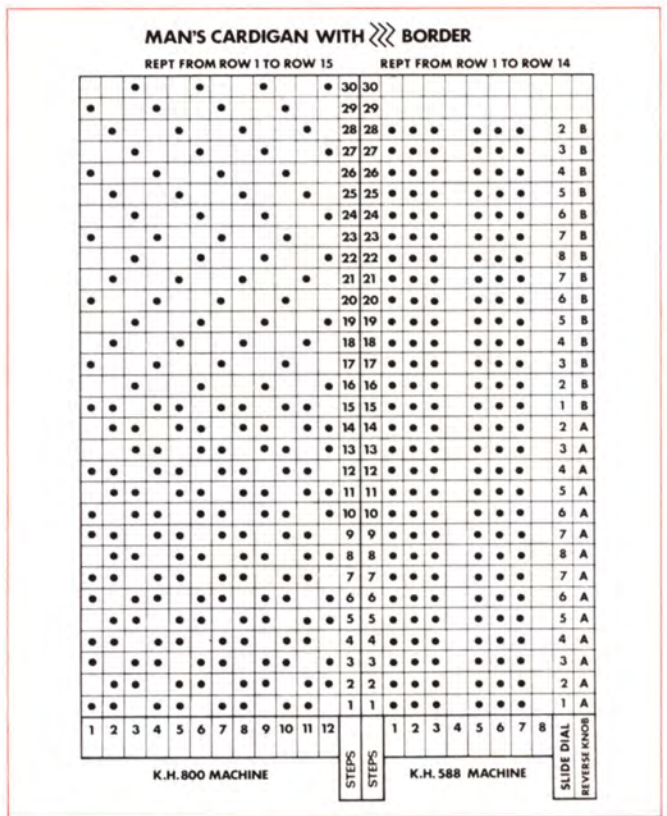 MAN'S CARDIGAN WITH BORDER
REPT FROM ROW 1 TO ROW 15 REPT FROM ROW 1 TO ROW 14
30 30
29 29
28 28 2 B
27 27 3 B
26 26 4 B
25 25 5 B
24 24 6 B
23 23 7 B
22 22 8 B
21 21 7 B
20 20 6 B
19 19 5 B
18 18 4 B
17 17 3 B
16 16 2 B
15 15 1 B
14 14 2 A
13 13 3 A
12 12 4 A
11 11 5 A
10 10 6 A
9 9 7 A
8 8 8 A
7 7 7 A
6 6 6 A
5 5 5 A
4 4 4 A
3 3 3 A
2 2 2 A
1 1 1 A
1 2 3 4 5 6 7 8 9 10 11 12 STEPS STEPS 1 2 3 4 5 6 7 8 SLIDE DIAL REVERSE KNOB
K.H. 800 MACHINE K.H. 588 MACHINE